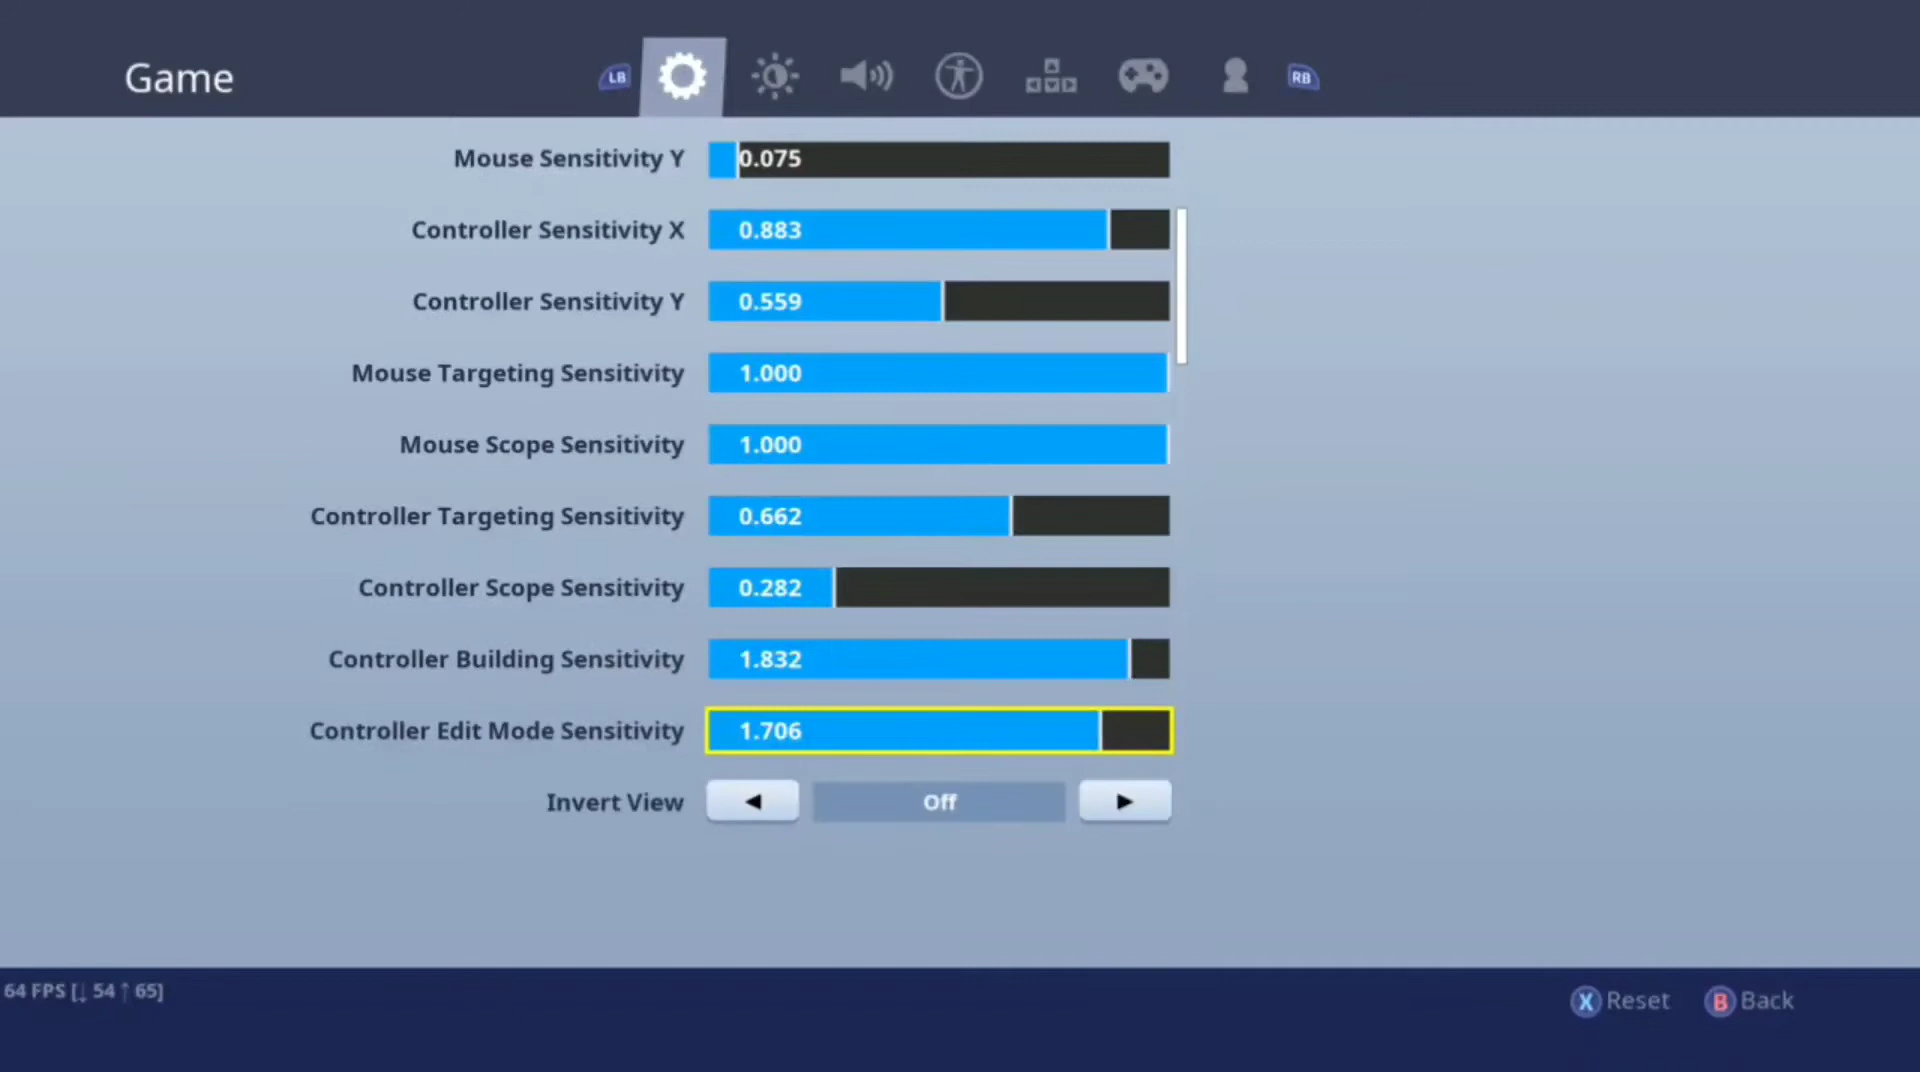 Game
LB
RB
Mouse Sensitivity Y 0.075
Controller Sensitivity X 0.883
Controller Sensitivity Y 0.559
Mouse Targeting Sensitivity 1.000
Mouse Scope Sensitivity 1.000
Controller Targeting Sensitivity 0.662
Controller Scope Sensitivity 0.282
Controller Building Sensitivity 1.832
Controller Edit Mode Sensitivity 1.706
Invert View Off
64 FPS [↓ 54 ↑ 65]
X Reset B Back